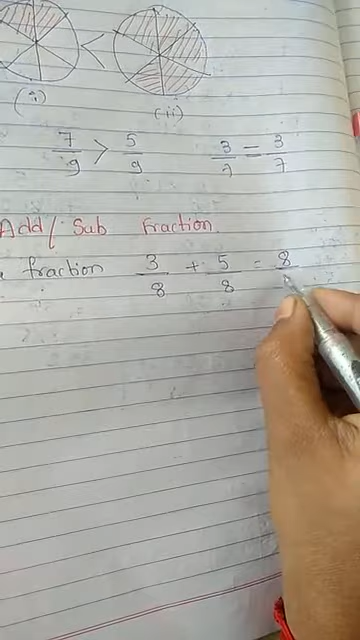 <
(i) (ii)
7/9 > 5/9 3/7 = 3/7
Add/ Sub Fraction
fraction 3/8 + 5/8 = 8